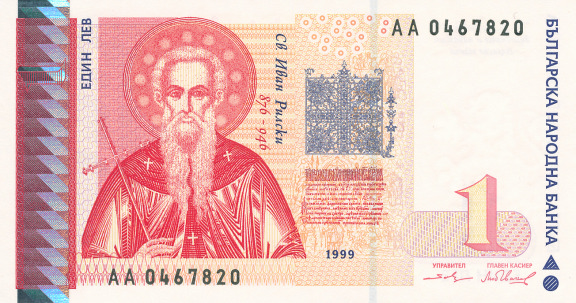 ЕДИН ЛЕВ
Св. Иван Рилски
876 - 946
АА 0467820
БЪЛГАРСКА НАРОДНА БАНКА
1
1999
УПРАВИТЕЛ
ГЛАВЕН КАСИЕР
АА 0467820